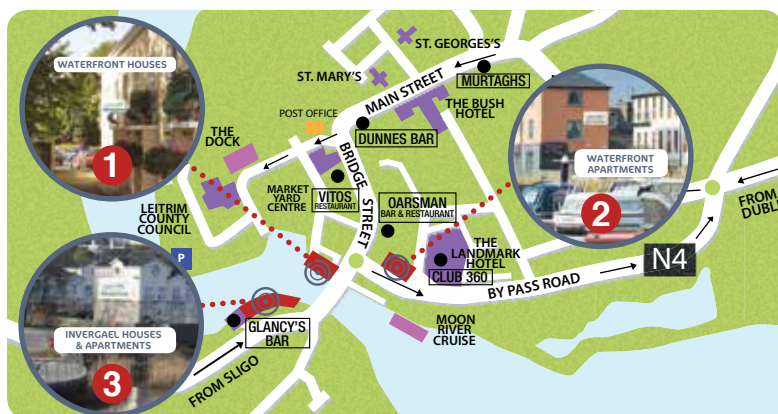 WATERFRONT HOUSES
1
ST. GEORGES'S
ST. MARY'S
MURTAGHS
MAIN STREET
THE BUSH
HOTEL
POST OFFICE
DUNNES BAR
THE
DOCK
BRIDGE STREET
MARKET
YARD
CENTRE
VITOS
RESTAURANT
OARSMAN
BAR & RESTAURANT
WATERFRONT
APARTMENTS
2
LEITRIM
COUNTY
COUNCIL
P
THE
LANDMARK
HOTEL
CLUB 360
FROM
DUBL
N4
BY PASS ROAD
MOON
RIVER
CRUISE
GLANCY'S
BAR
FROM SLIGO
INVERGAEL HOUSES
& APARTMENTS
3